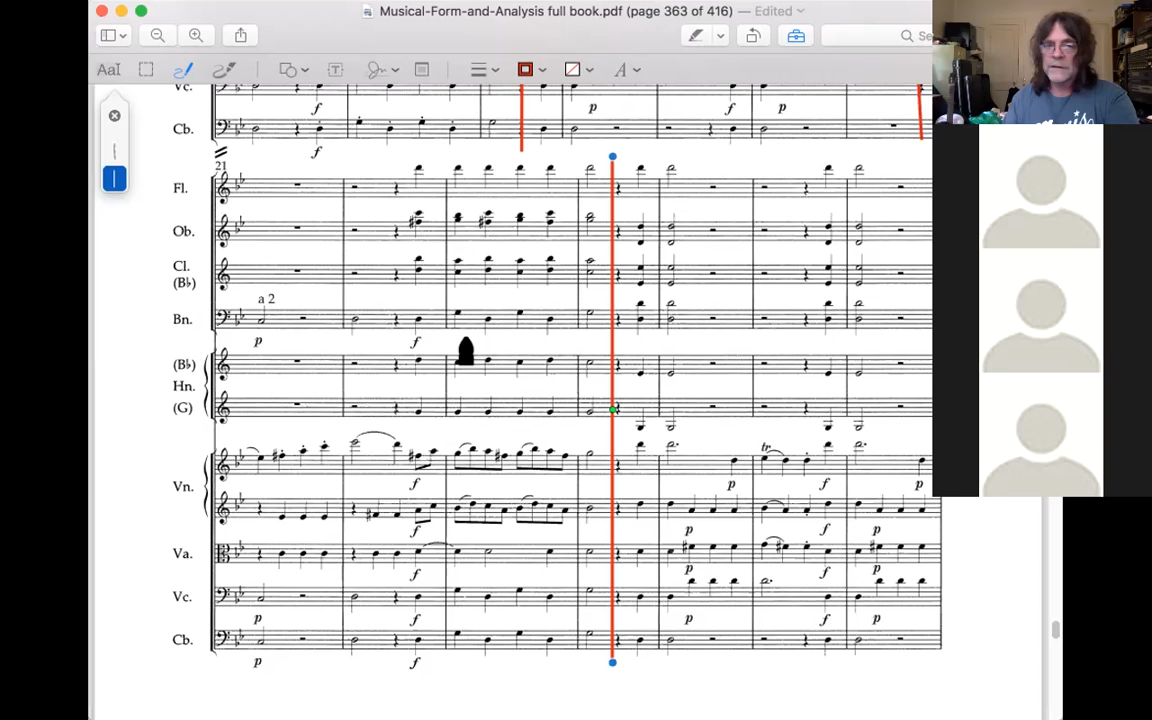 Musical-Form-and-Analysis full book.pdf (page 363 of 416) — Edited
Se
AaI
T
A
Vc.
f
p
f
p
Cb.
f
21
Fl.
Ob.
Cl.
(B♭)
a 2
Bn.
p
f
(B♭)
Hn.
(G)
tr
Vn.
f
p
f
p
f
p
f
p
Va.
f
p
f
p
Vc.
p
f
p
f
p
Cb.
p
f